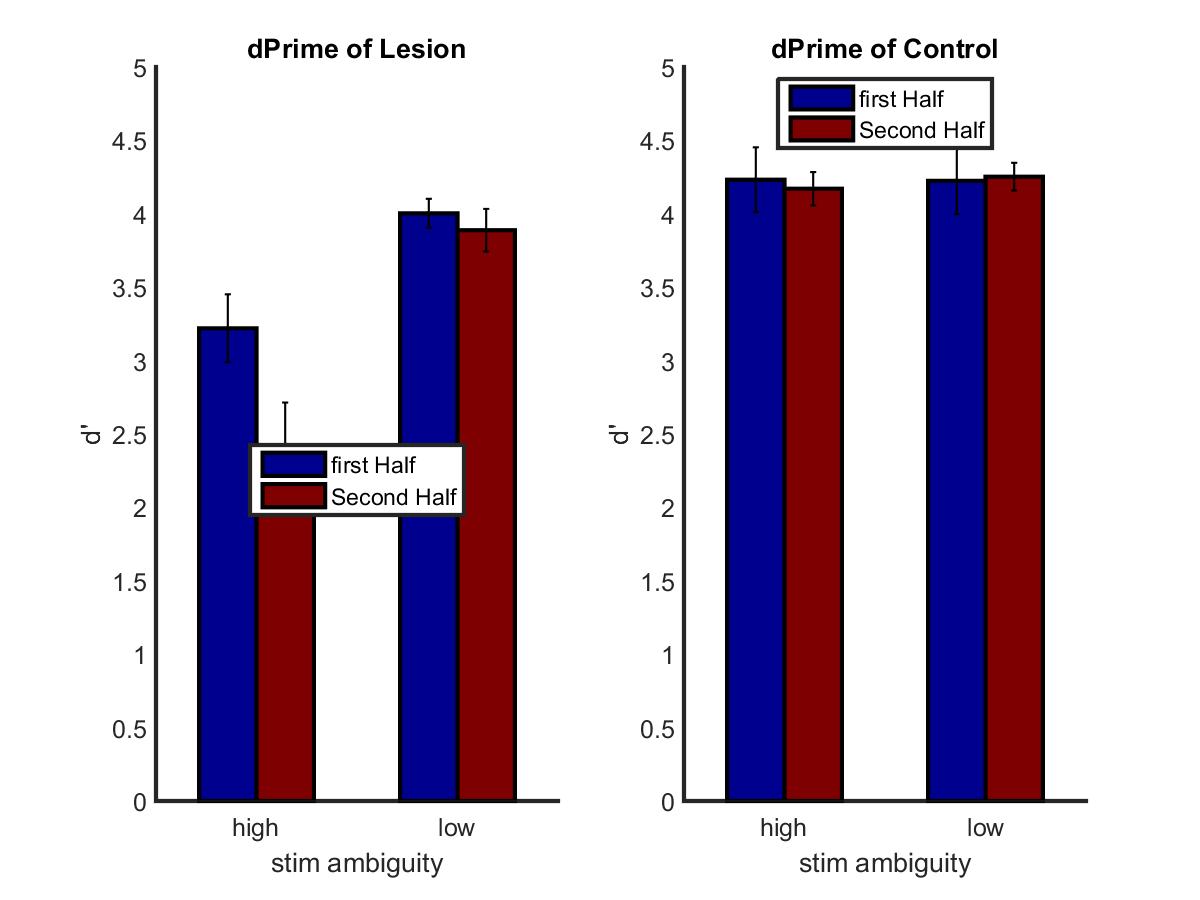 dPrime of Lesion
5
4.5
4
3.5
3
2.5
2
1.5
1
0.5
0
d'
first Half
Second Half
high
low
stim ambiguity
dPrime of Control
5
4.5
4
3.5
3
2.5
2
1.5
1
0.5
0
d'
first Half
Second Half
high
low
stim ambiguity